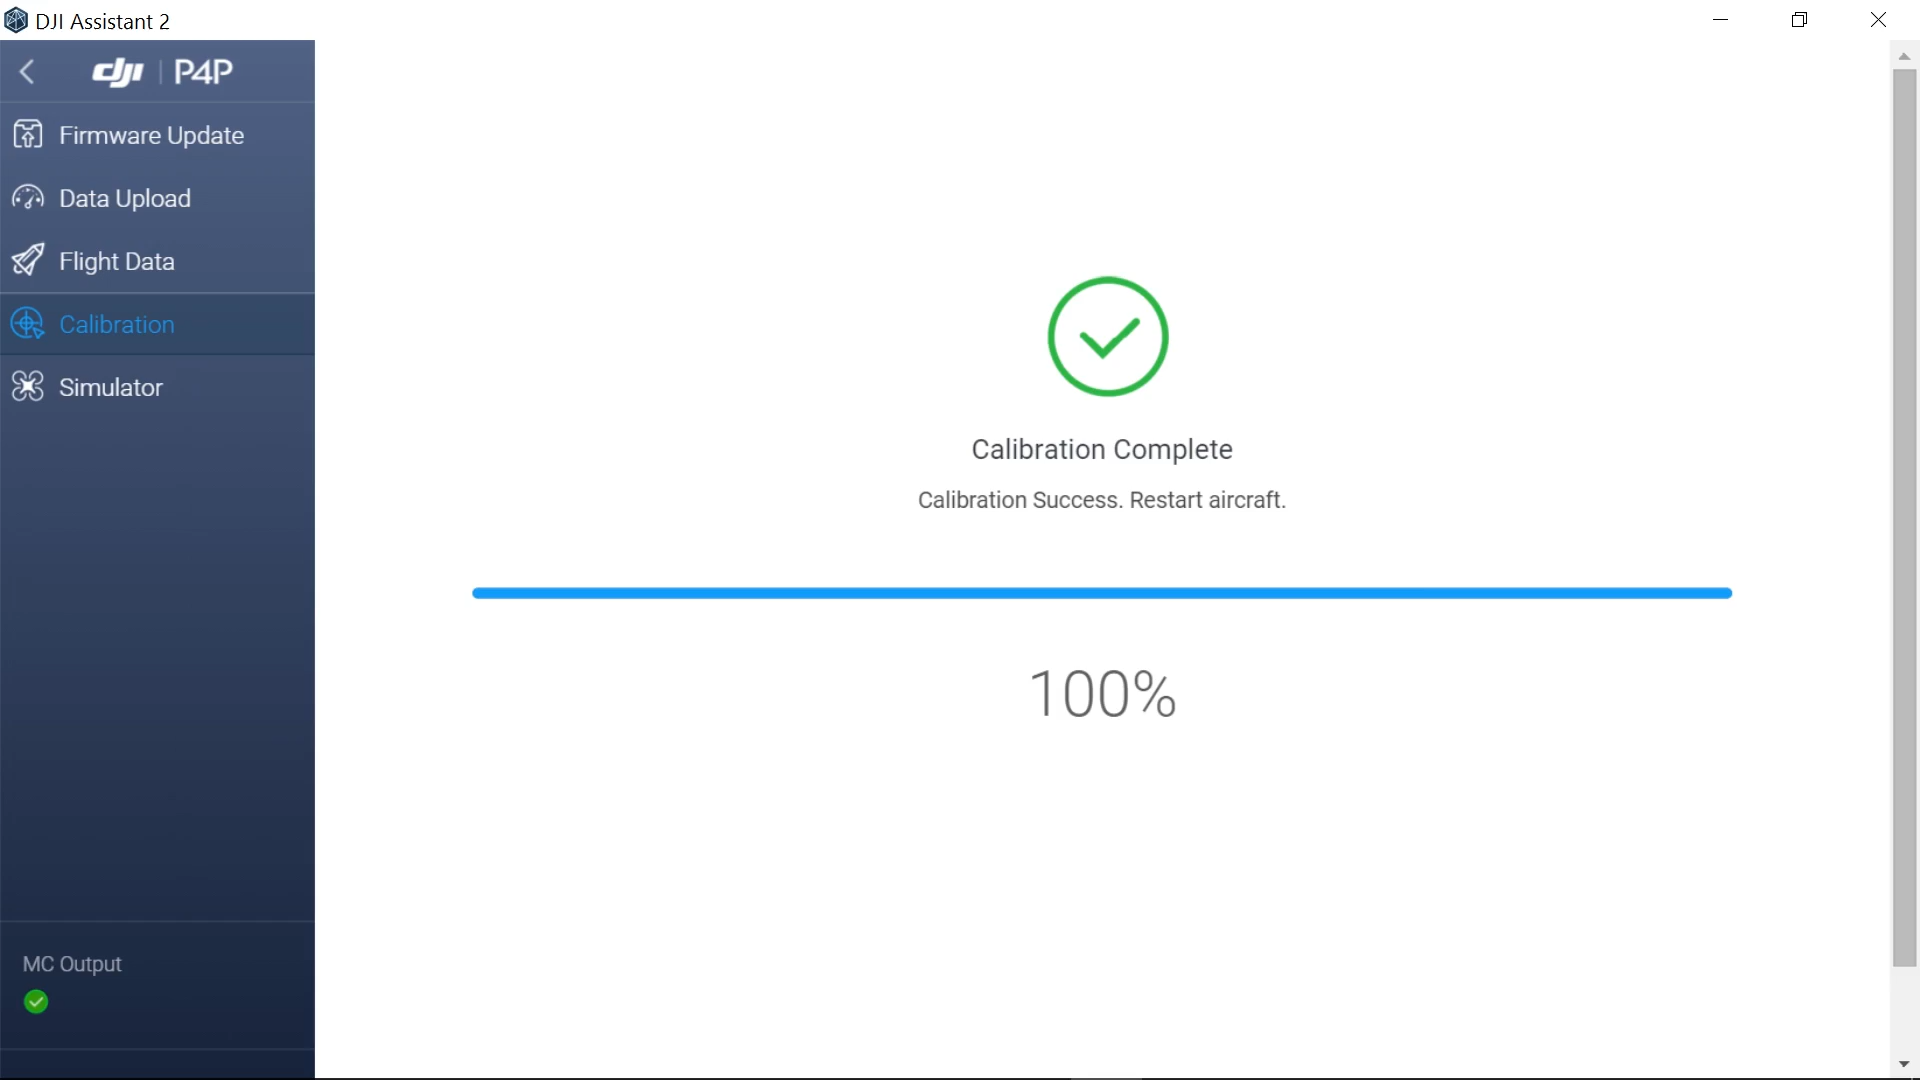 DJI Assistant 2
dji | P4P
Firmware Update
Data Upload
Flight Data
Calibration
Simulator
Calibration Complete
Calibration Success. Restart aircraft.
100%
MC Output